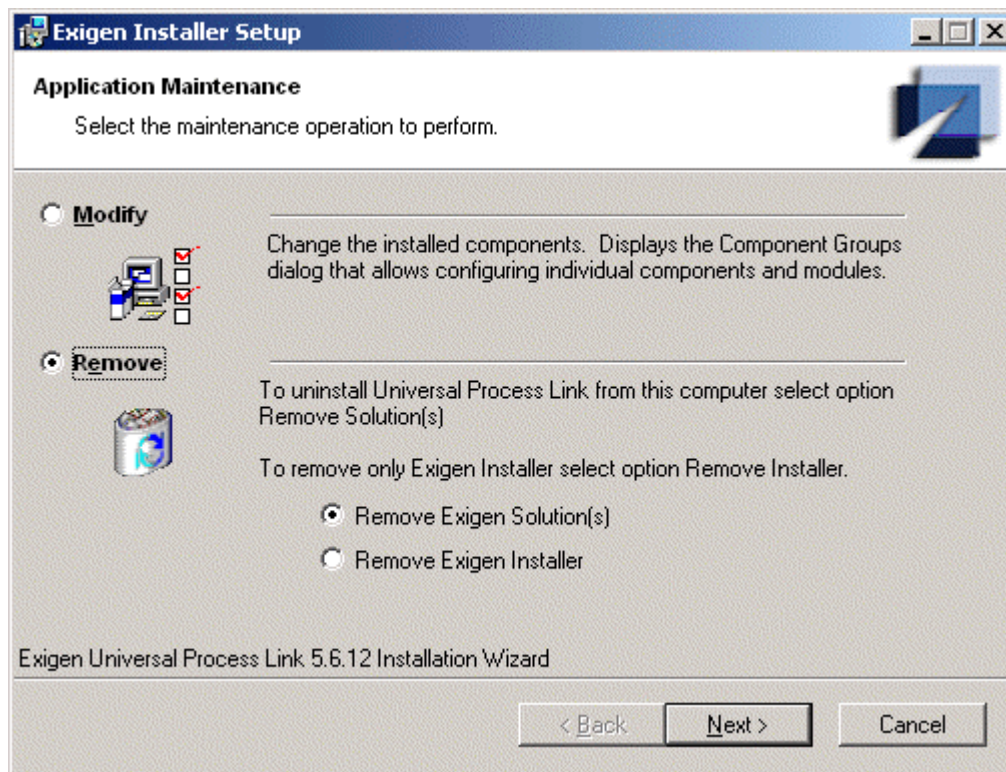 Exigen Installer Setup
Application Maintenance
Select the maintenance operation to perform.
Modify
Change the installed components.  Displays the Component Groups
dialog that allows configuring individual components and modules.
Remove
To uninstall Universal Process Link from this computer select option
Remove Solution(s)
To remove only Exigen Installer select option Remove Installer.
Remove Exigen Solution(s)
Remove Exigen Installer
Exigen Universal Process Link 5.6.12 Installation Wizard
< Back
Next >
Cancel